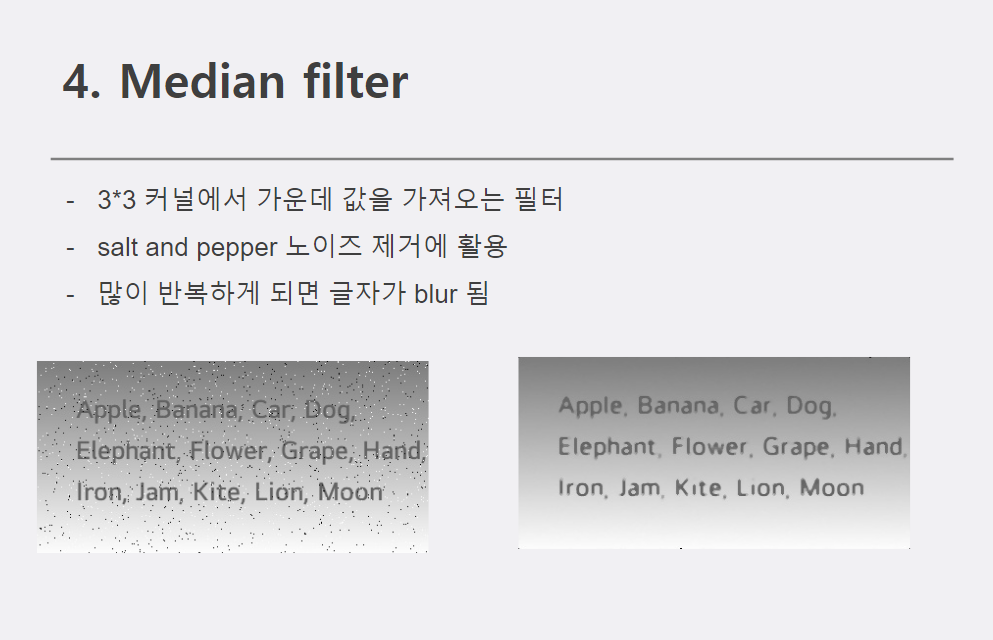 4. Median filter
- 3*3 커널에서 가운데 값을 가져오는 필터
- salt and pepper 노이즈 제거에 활용
- 많이 반복하게 되면 글자가 blur 됨
Apple, Banana, Car, Dog,
Elephant, Flower, Grape, Hand,
Iron, Jam, Kite, Lion, Moon
Apple, Banana, Car, Dog,
Elephant, Flower, Grape, Hand,
Iron, Jam, Kite, Lion, Moon